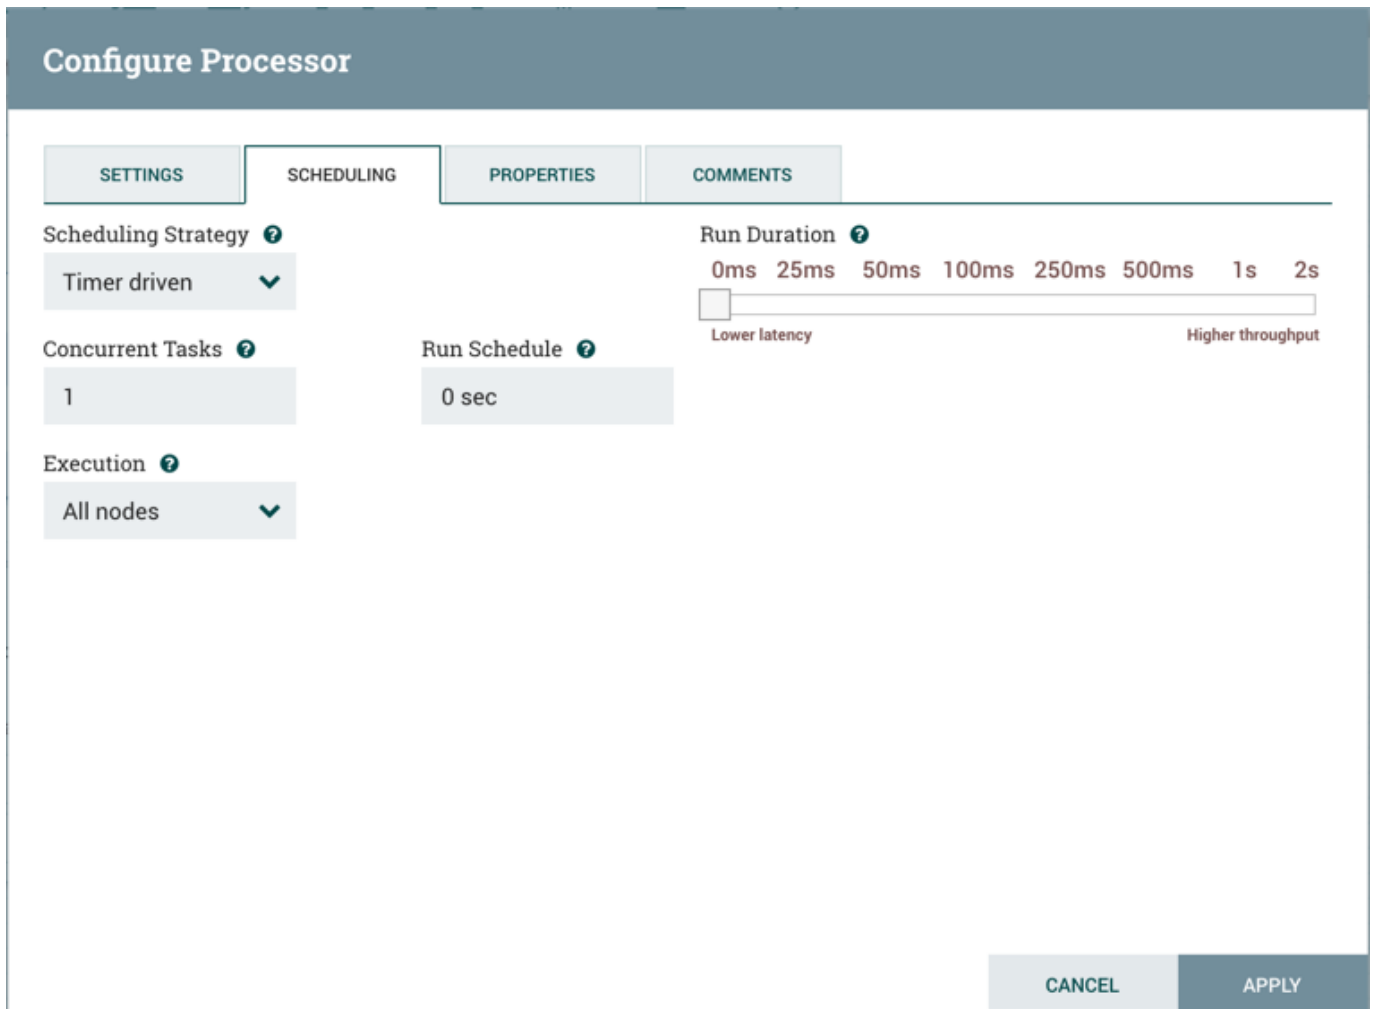 Configure Processor
SETTINGS SCHEDULING PROPERTIES COMMENTS
Scheduling Strategy
Timer driven
Run Duration
0ms 25ms 50ms 100ms 250ms 500ms 1s 2s
Lower latency Higher throughput
Concurrent Tasks
1
Run Schedule
0 sec
Execution
All nodes
CANCEL APPLY